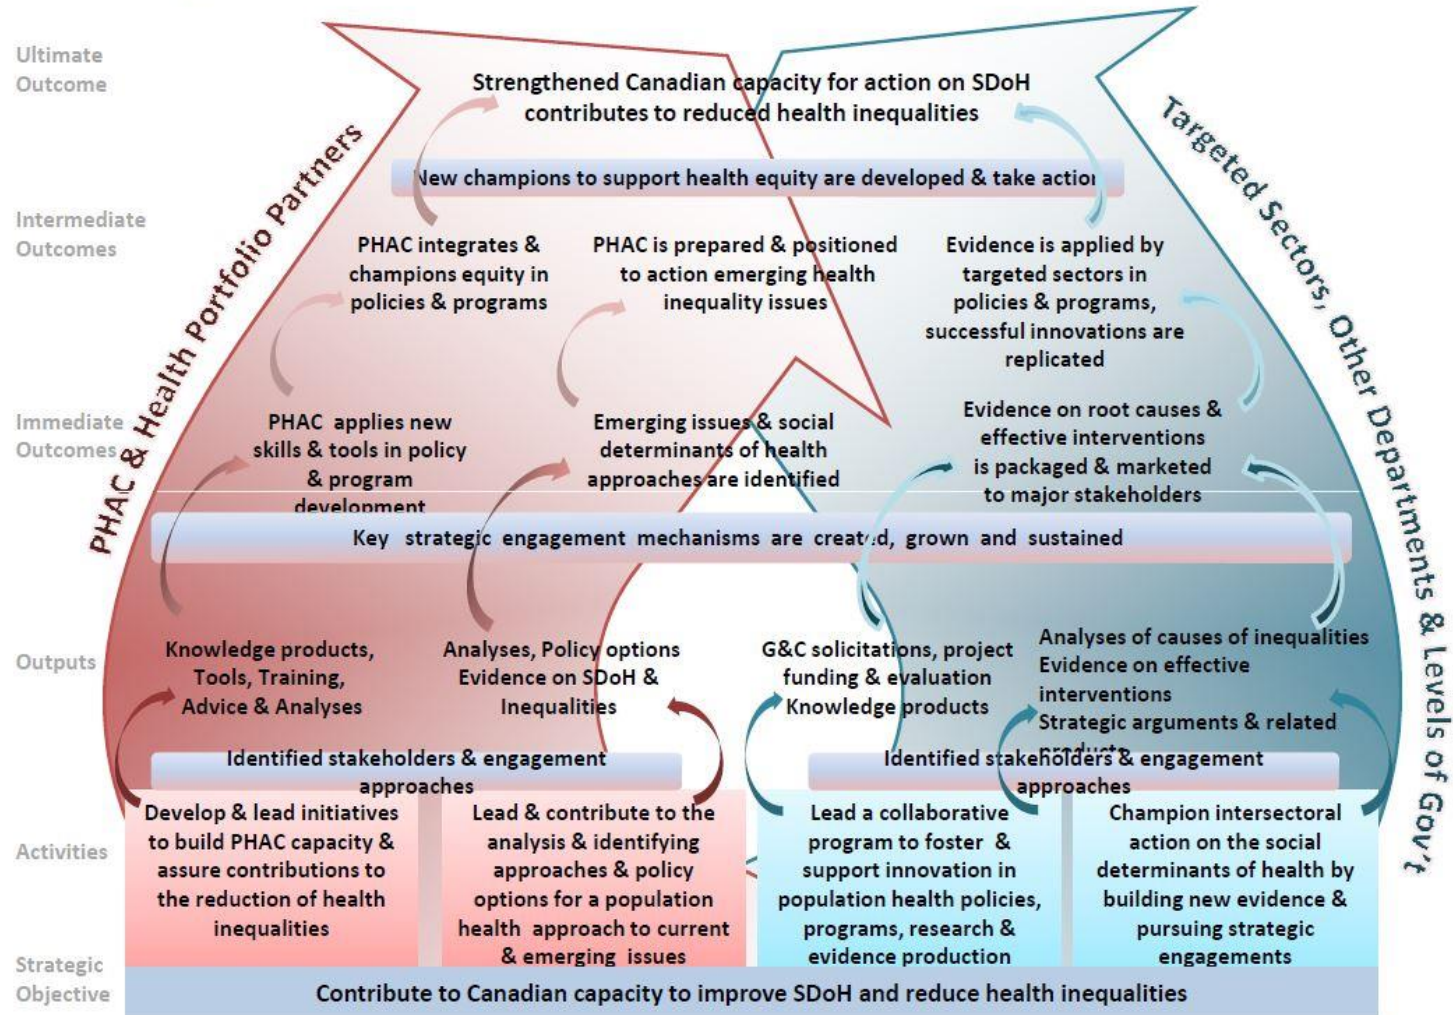 Ultimate
Outcome
Strengthened Canadian capacity for action on SDoH
contributes to reduced health inequalities
New champions to support health equity are developed & take action
PHAC & Health Portfolio Partners
Targeted Sectors, Other Departments & Levels of Gov't
Intermediate
Outcomes
PHAC integrates &
champions equity in
policies & programs
PHAC is prepared & positioned
to action emerging health
inequality issues
Evidence is applied by
targeted sectors in
policies & programs,
successful innovations are
replicated
Immediate
Outcomes
PHAC applies new
skills & tools in policy
& program
development
Emerging issues & social
determinants of health
approaches are identified
Evidence on root causes &
effective interventions
is packaged & marketed
to major stakeholders
Key strategic engagement mechanisms are created, grown and sustained
Outputs
Knowledge products,
Tools, Training,
Advice & Analyses
Analyses, Policy options
Evidence on SDoH &
Inequalities
G&C solicitations, project
funding & evaluation
Knowledge products
Analyses of causes of inequalities
Evidence on effective
interventions
Strategic arguments & related
products
Identified stakeholders & engagement
approaches
Identified stakeholders & engagement
approaches
Activities
Develop & lead initiatives
to build PHAC capacity &
assure contributions to
the reduction of health
inequalities
Lead & contribute to the
analysis & identifying
approaches & policy
options for a population
health approach to current
& emerging issues
Lead a collaborative
program to foster &
support innovation in
population health policies,
programs, research &
evidence production
Champion intersectoral
action on the social
determinants of health by
building new evidence &
pursuing strategic
engagements
Strategic
Objective
Contribute to Canadian capacity to improve SDoH and reduce health inequalities